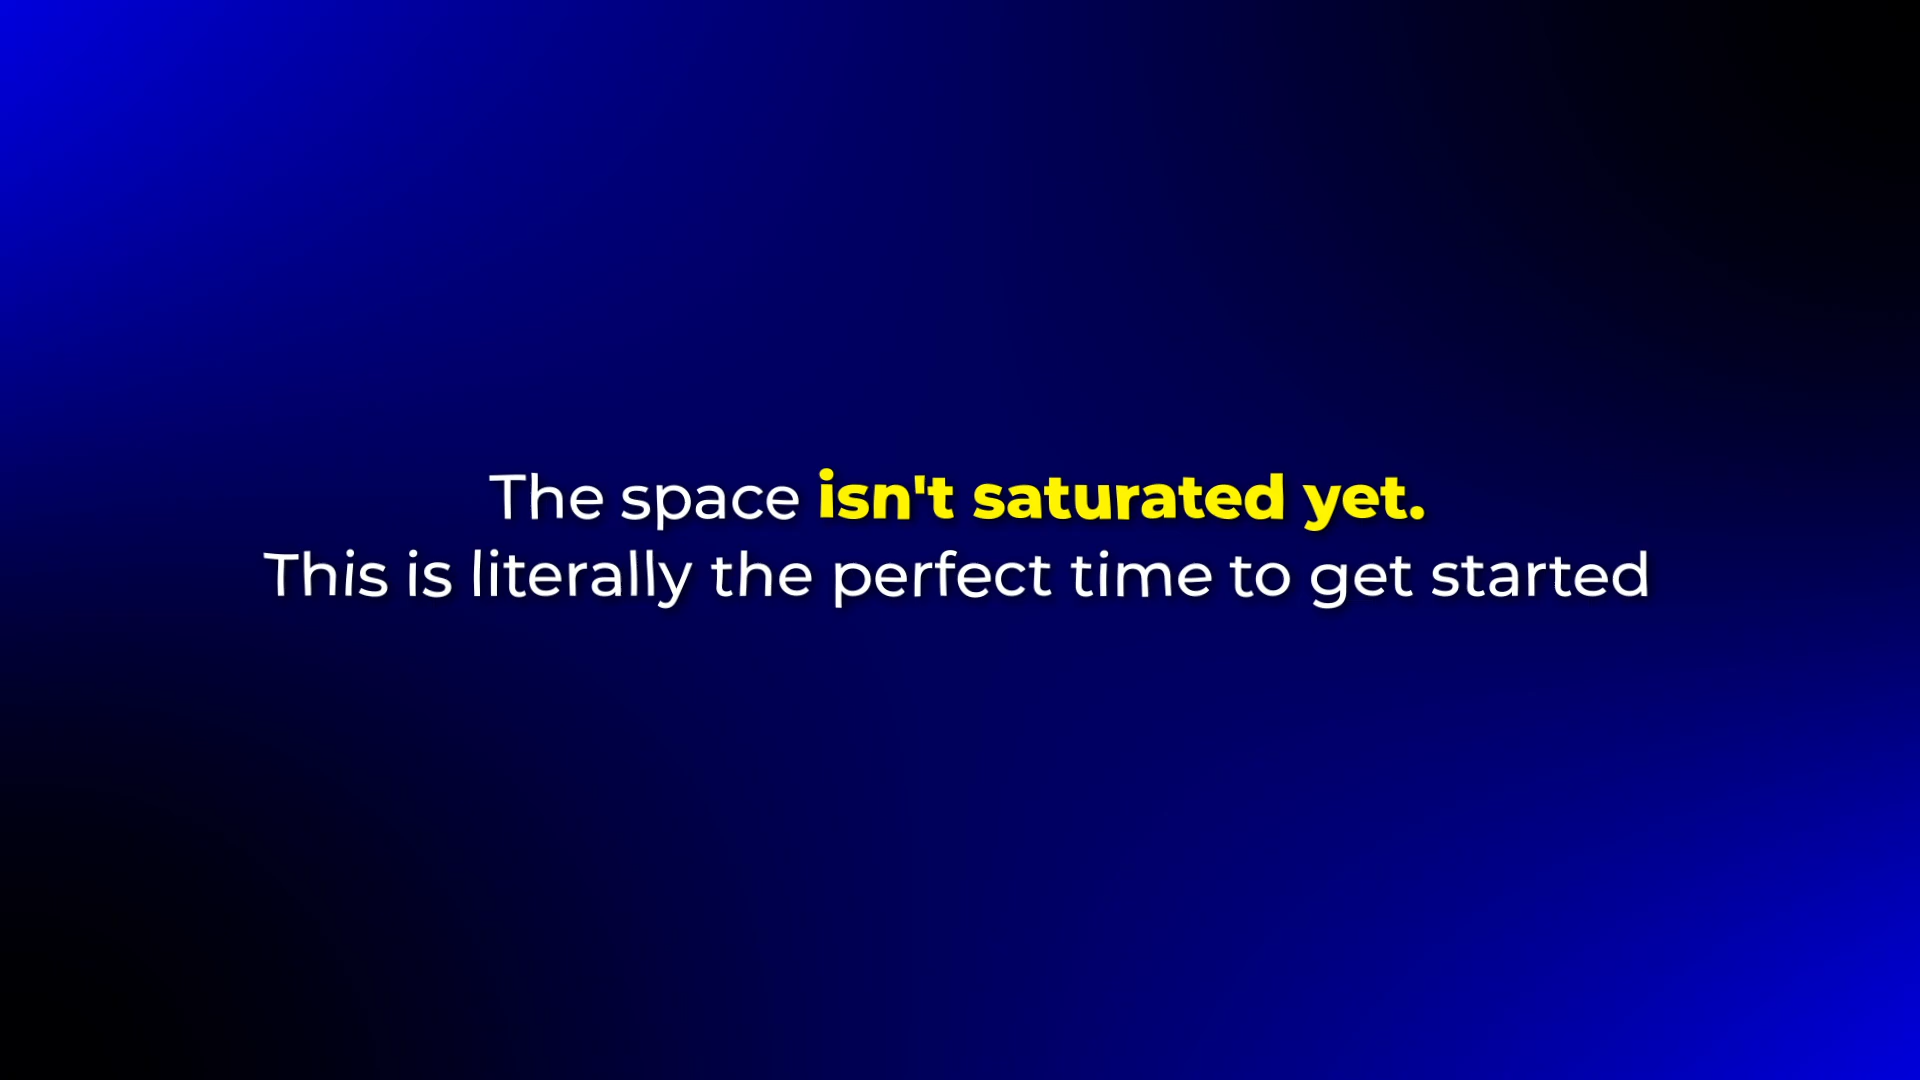 The space isn't saturated yet.
This is literally the perfect time to get started